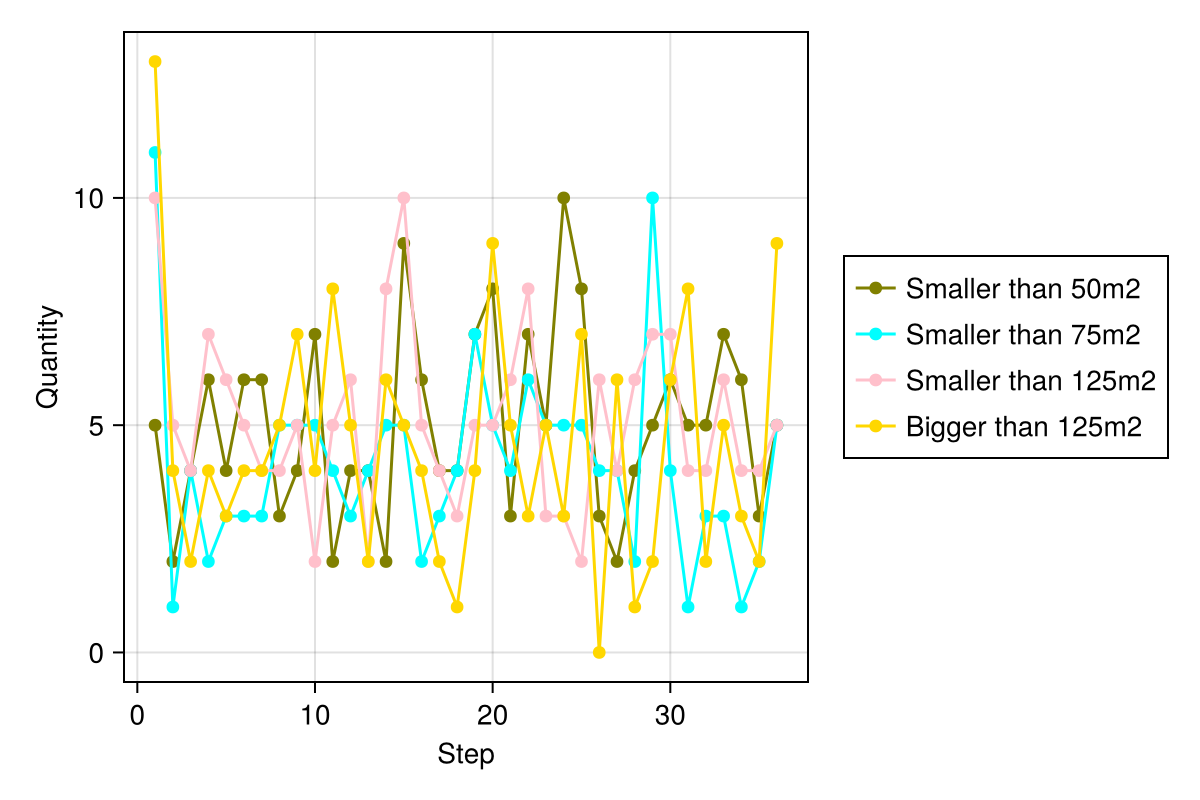 10
5
0
Quantity
0
10
20
30
Step
Smaller than 50m2
Smaller than 75m2
Smaller than 125m2
Bigger than 125m2